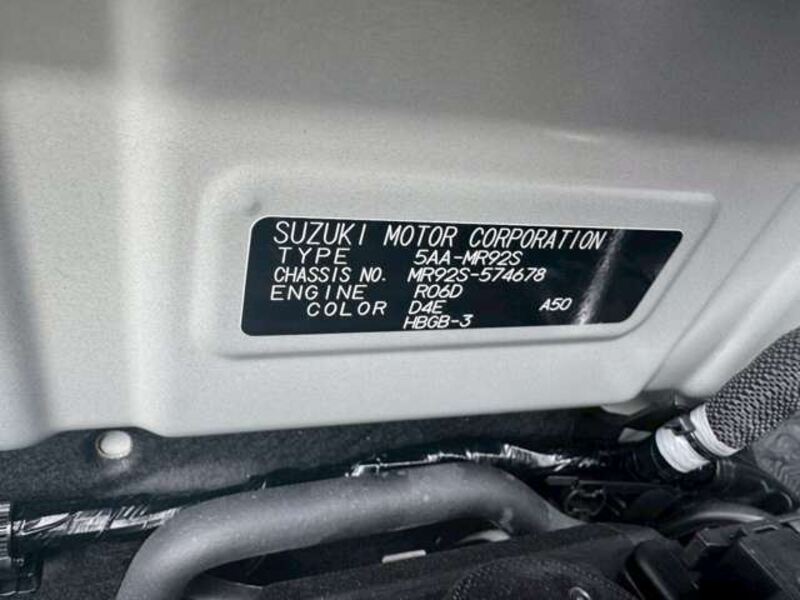 SUZUKI MOTOR CORPORATION
TYPE 5AA-MR92S
CHASSIS NO. MR92S-574678
ENGINE R06D
COLOR D4E A50
HBGB-3